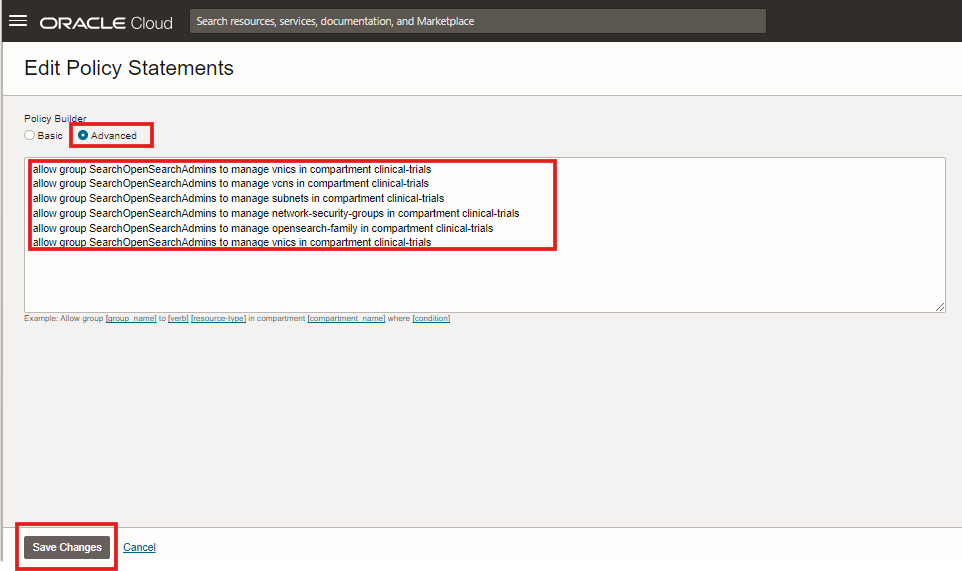 ORACLE Cloud
Search resources, services, documentation, and Marketplace
Edit Policy Statements
Policy Builder
Basic
Advanced
allow group SearchOpenSearchAdmins to manage vnics in compartment clinical-trials
allow group SearchOpenSearchAdmins to manage vcns in compartment clinical-trials
allow group SearchOpenSearchAdmins to manage subnets in compartment clinical-trials
allow group SearchOpenSearchAdmins to manage network-security-groups in compartment clinical-trials
allow group SearchOpenSearchAdmins to manage opensearch-family in compartment clinical-trials
allow group SearchOpenSearchAdmins to manage vnics in compartment clinical-trials
Example: Allow group [group_name] to [verb] [resource-type] in compartment [compartment_name] where [condition]
Save Changes
Cancel